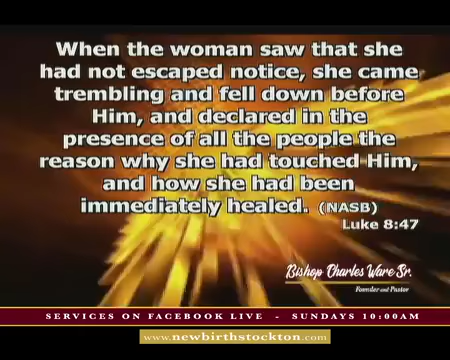 When the woman saw that she
had not escaped notice, she came
trembling and fell down before
Him, and declared in the
presence of all the people the
reason why she had touched Him,
and how she had been
immediately healed. (NASB)
Luke 8:47
Bishop Charles Ware Sr.
Founder and Pastor
SERVICES ON FACEBOOK LIVE - SUNDAYS 10:00AM
www.newbirthstockton.com